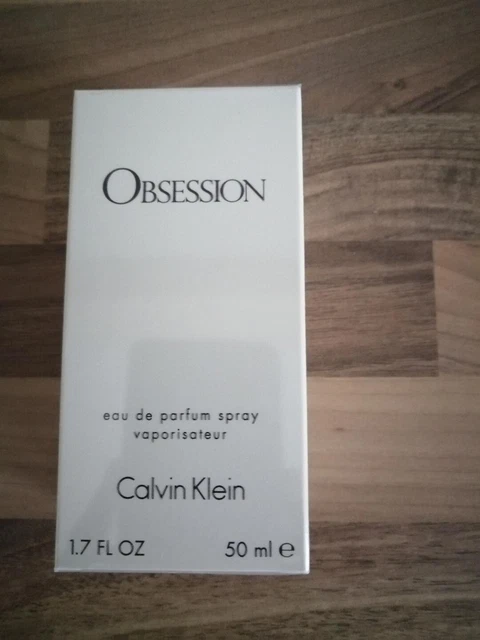 OBSESSION
eau de parfum spray
vaporisateur
Calvin Klein
1.7 FL OZ 50 ml ℮